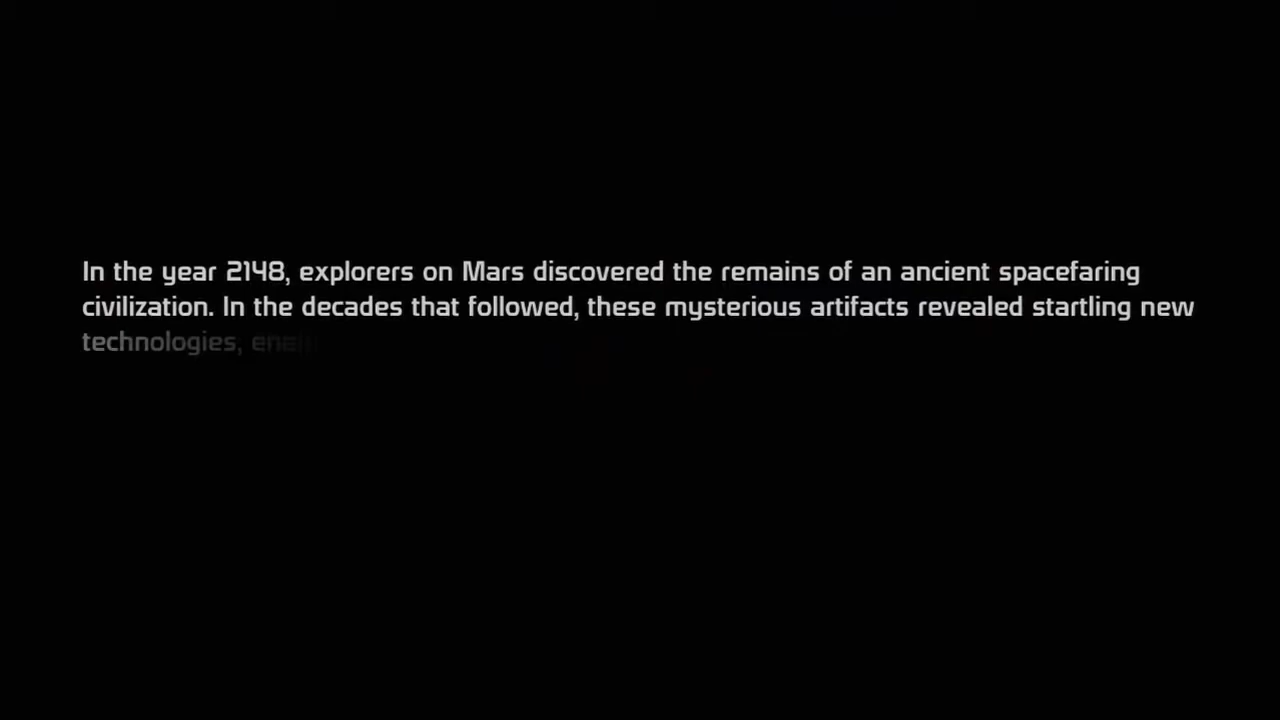 In the year 2148, explorers on Mars discovered the remains of an ancient spacefaring
civilization. In the decades that followed, these mysterious artifacts revealed startling new
technologies,